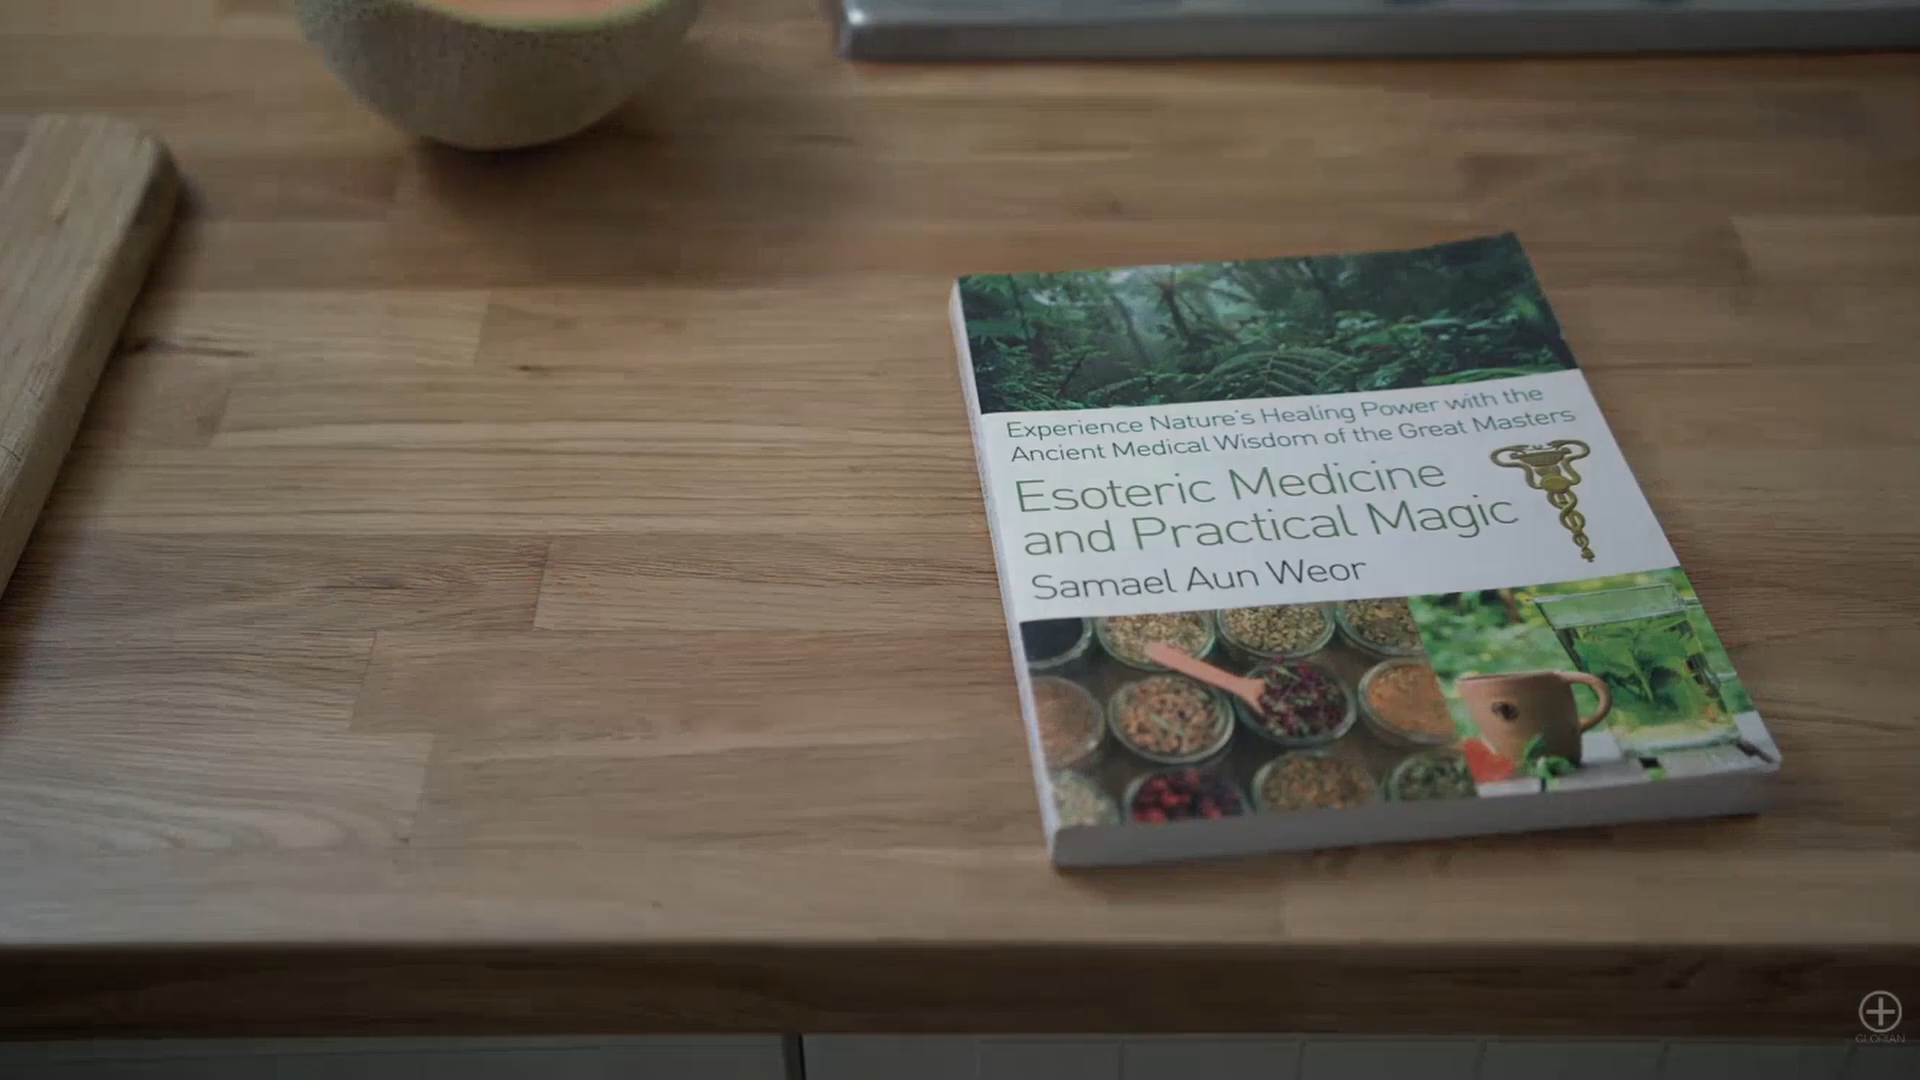 Experience Nature's Healing Power with the
Ancient Medical Wisdom of the Great Masters
Esoteric Medicine
and Practical Magic
Samael Aun Weor
GLORIAN